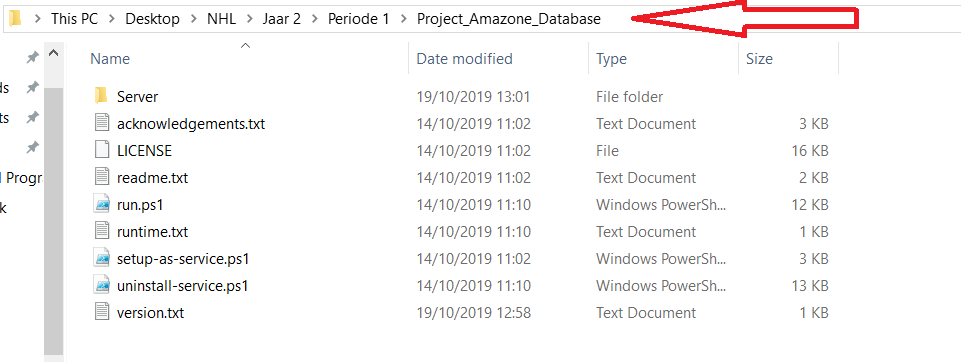 This PC > Desktop > NHL > Jaar 2 > Periode 1 > Project_Amazone_Database
Name Date modified Type Size
Server 19/10/2019 13:01 File folder
ds
acknowledgements.txt 14/10/2019 11:02 Text Document 3 KB
ts
LICENSE 14/10/2019 11:02 File 16 KB
readme.txt 14/10/2019 11:02 Text Document 2 KB
l Progr
run.ps1 14/10/2019 11:10 Windows PowerSh... 12 KB
k
runtime.txt 14/10/2019 11:10 Text Document 1 KB
setup-as-service.ps1 14/10/2019 11:02 Windows PowerSh... 3 KB
uninstall-service.ps1 14/10/2019 11:10 Windows PowerSh... 13 KB
version.txt 19/10/2019 12:58 Text Document 1 KB